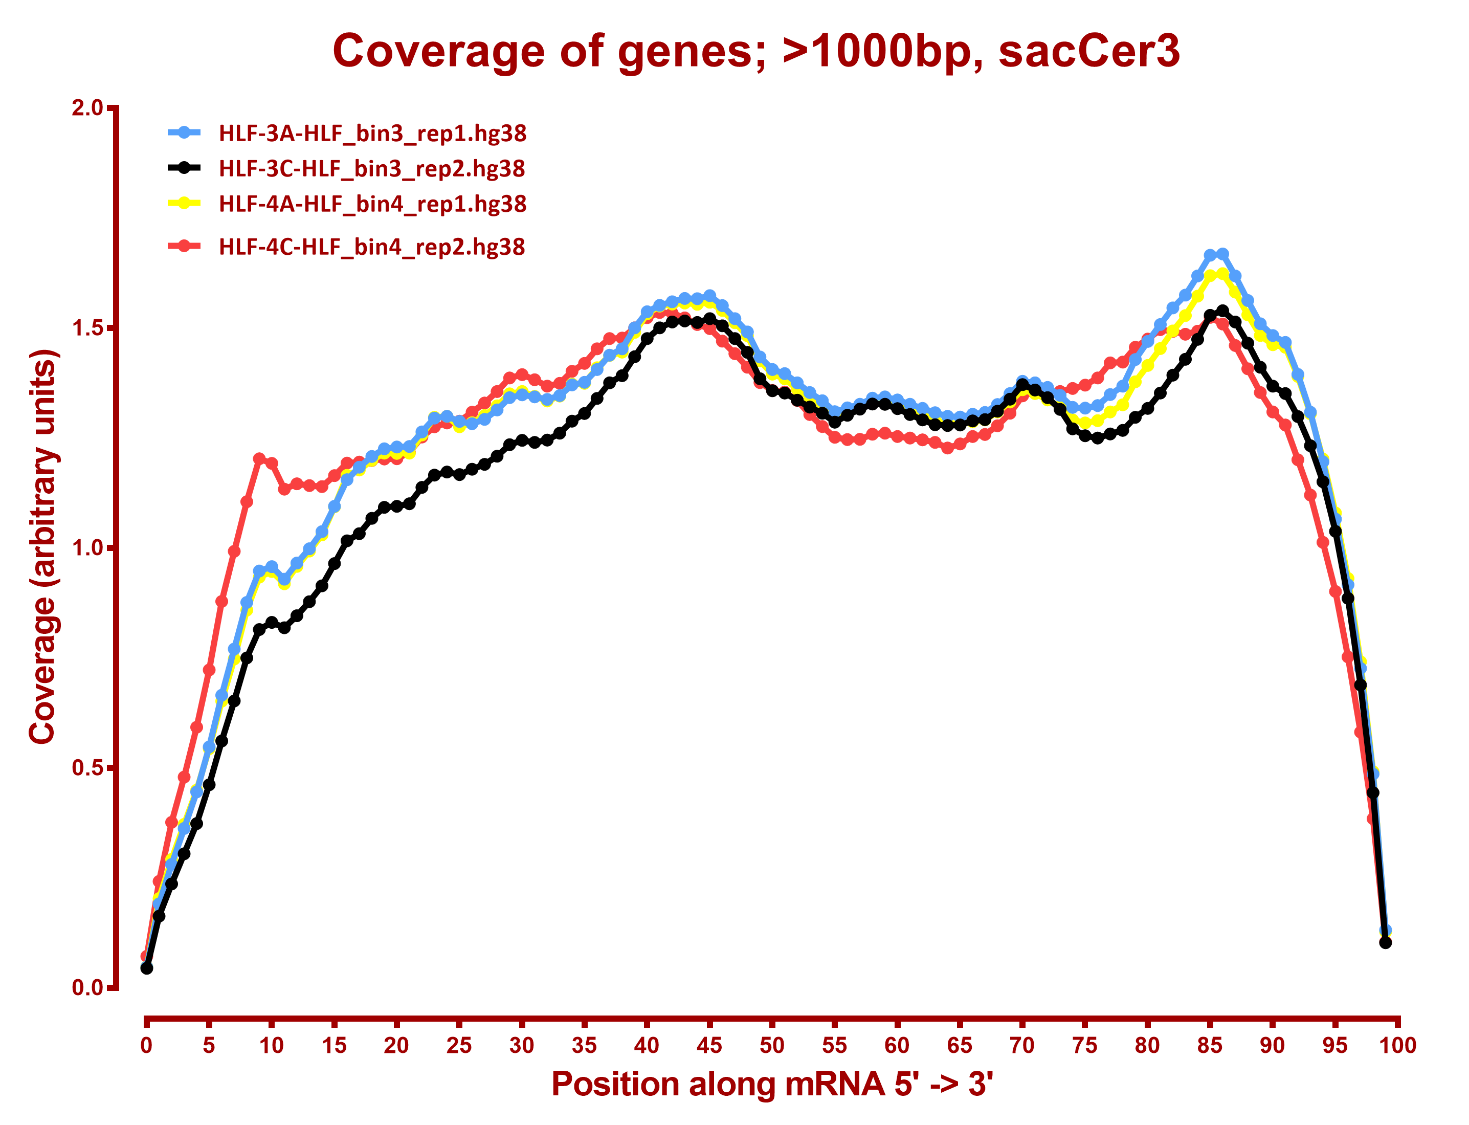 Coverage of genes; >1000bp, sacCer3
HLF-3A-HLF_bin3_rep1.hg38
HLF-3C-HLF_bin3_rep2.hg38
HLF-4A-HLF_bin4_rep1.hg38
HLF-4C-HLF_bin4_rep2.hg38
Coverage (arbitrary units)
2.0
1.5
1.0
0.5
0.0
0 5 10 15 20 25 30 35 40 45 50 55 60 65 70 75 80 85 90 95 100
Position along mRNA 5' -> 3'